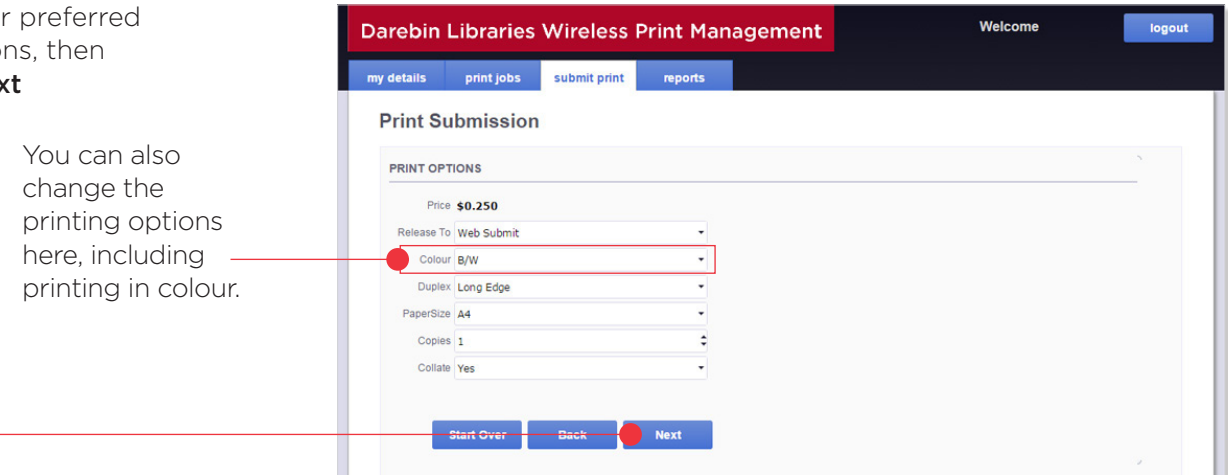 r preferred
ons, then
xt
You can also
change the
printing options
here, including
printing in colour.
Darebin Libraries Wireless Print Management
Welcome
logout
my details
print jobs
submit print
reports
Print Submission
PRINT OPTIONS
Price $0.250
Release To Web Submit
Colour B/W
Duplex Long Edge
PaperSize A4
Copies 1
Collate Yes
Start Over
Back
Next